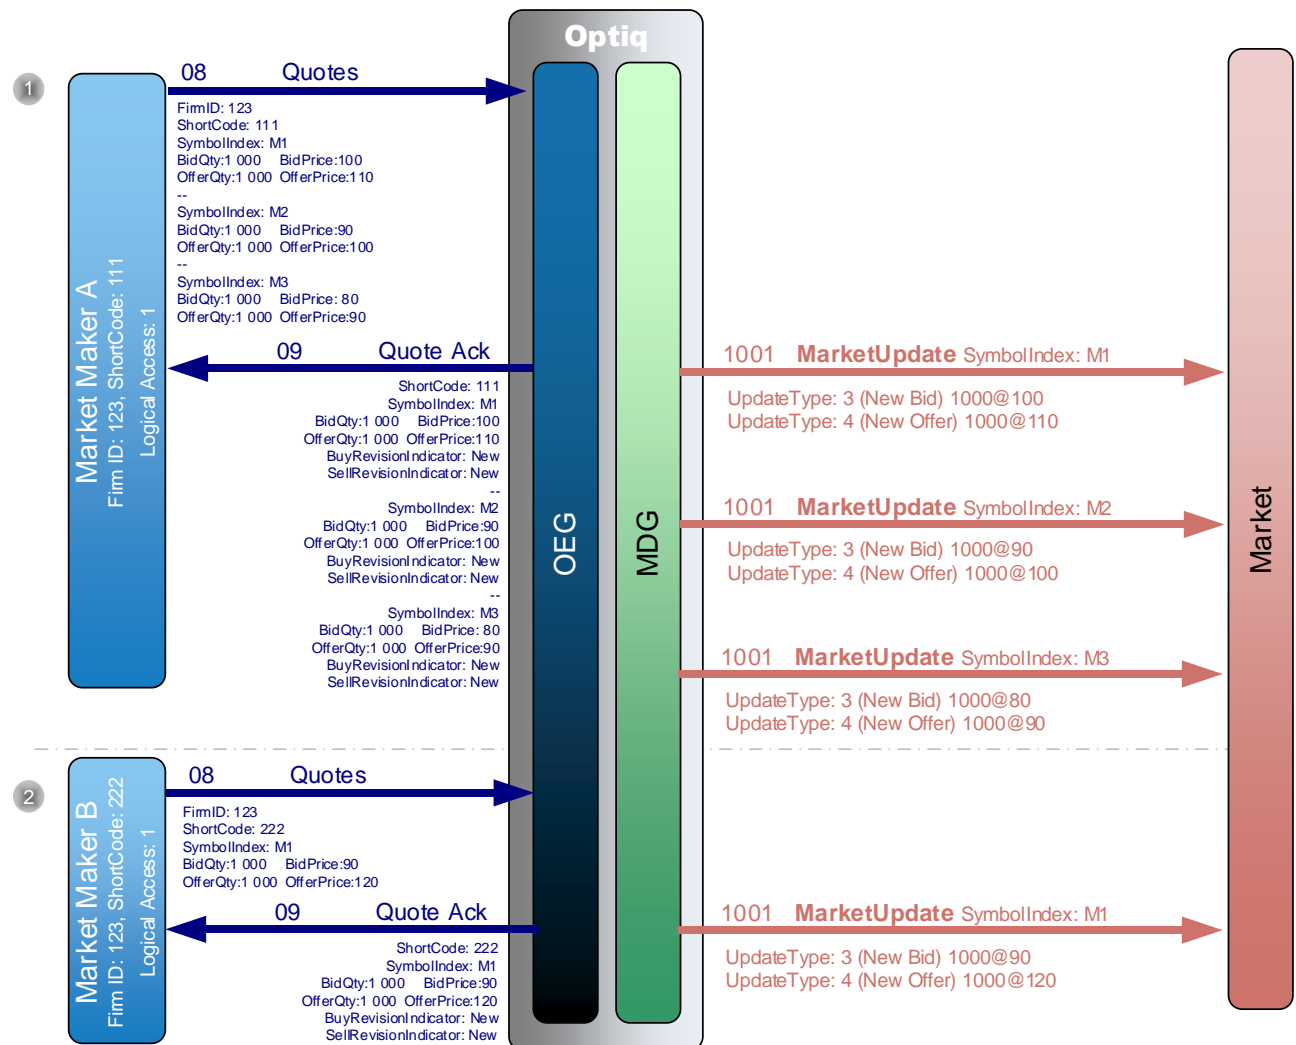 Optiq
1
08 Quotes
FirmID: 123
ShortCode: 111
SymbolIndex: M1
BidQty:1 000 BidPrice:100
OfferQty:1 000 OfferPrice:110
--
SymbolIndex: M2
BidQty:1 000 BidPrice:90
OfferQty:1 000 OfferPrice:100
--
SymbolIndex: M3
BidQty:1 000 BidPrice: 80
OfferQty:1 000 OfferPrice:90
Market Maker A
Firm ID: 123, ShortCode: 111
Logical Access: 1
09 Quote Ack
ShortCode: 111
SymbolIndex: M1
BidQty:1 000 BidPrice:100
OfferQty:1 000 OfferPrice:110
BuyRevisionIndicator: New
SellRevisionIndicator: New
--
SymbolIndex: M2
BidQty:1 000 BidPrice:90
OfferQty:1 000 OfferPrice:100
BuyRevisionIndicator: New
SellRevisionIndicator: New
--
SymbolIndex: M3
BidQty:1 000 BidPrice: 80
OfferQty:1 000 OfferPrice:90
BuyRevisionIndicator: New
SellRevisionIndicator: New
OEG
MDG
1001 MarketUpdate SymbolIndex: M1
UpdateType: 3 (New Bid) 1000@100
UpdateType: 4 (New Offer) 1000@110
1001 MarketUpdate SymbolIndex: M2
UpdateType: 3 (New Bid) 1000@90
UpdateType: 4 (New Offer) 1000@100
1001 MarketUpdate SymbolIndex: M3
UpdateType: 3 (New Bid) 1000@80
UpdateType: 4 (New Offer) 1000@90
Market
2
08 Quotes
FirmID: 123
ShortCode: 222
SymbolIndex: M1
BidQty:1 000 BidPrice:90
OfferQty:1 000 OfferPrice:120
Market Maker B
Firm ID: 123, ShortCode: 222
Logical Access: 1
09 Quote Ack
ShortCode: 222
SymbolIndex: M1
BidQty:1 000 BidPrice:90
OfferQty:1 000 OfferPrice:120
BuyRevisionIndicator: New
SellRevisionIndicator: New
1001 MarketUpdate SymbolIndex: M1
UpdateType: 3 (New Bid) 1000@90
UpdateType: 4 (New Offer) 1000@120